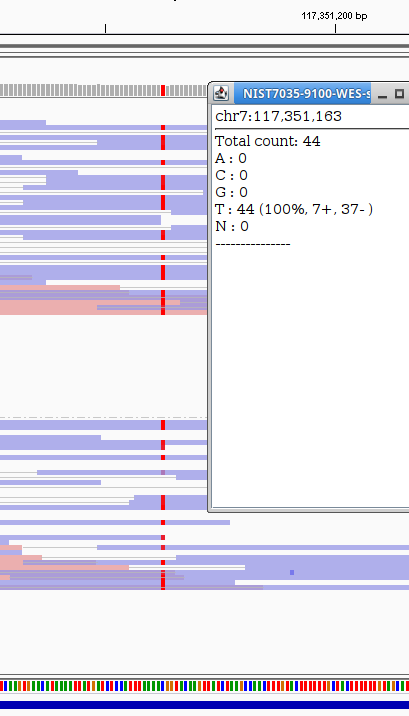 117,351,200 bp
NIST7035-9100-WES-s
chr7:117,351,163
Total count: 44
A : 0
C : 0
G : 0
T : 44 (100%, 7+, 37- )
N : 0
---------------